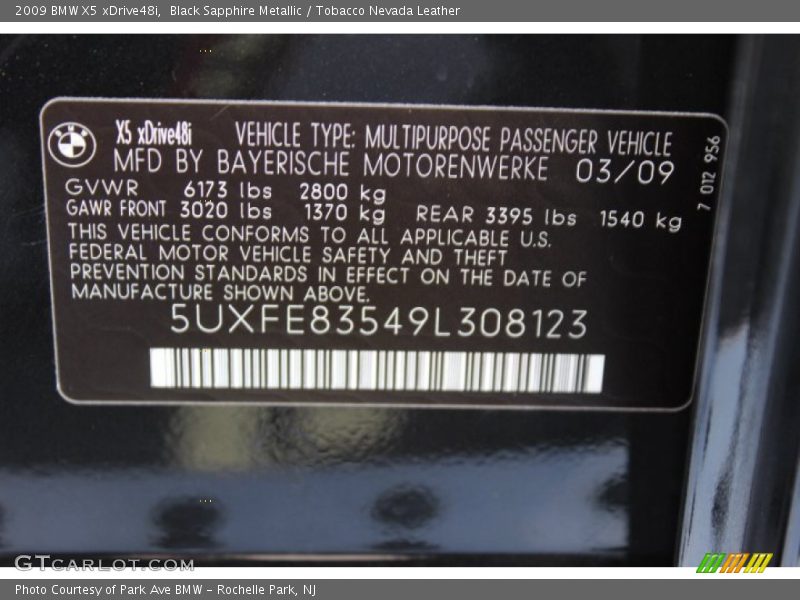 2009 BMW X5 xDrive48i,  Black Sapphire Metallic / Tobacco Nevada Leather
BMW
X5 xDrive48i VEHICLE TYPE: MULTIPURPOSE PASSENGER VEHICLE
MFD BY BAYERISCHE MOTORENWERKE 03/09
GVWR 6173 lbs 2800 kg
GAWR FRONT 3020 lbs 1370 kg REAR 3395 lbs 1540 kg
THIS VEHICLE CONFORMS TO ALL APPLICABLE U.S.
FEDERAL MOTOR VEHICLE SAFETY AND THEFT
PREVENTION STANDARDS IN EFFECT ON THE DATE OF
MANUFACTURE SHOWN ABOVE.
5UXFE83549L308123
7 012 956
GTCARLOT.COM
Photo Courtesy of Park Ave BMW - Rochelle Park, NJ